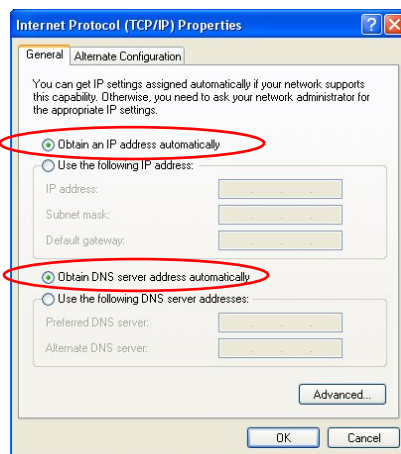 Internet Protocol (TCP/IP) Properties
General
Alternate Configuration
You can get IP settings assigned automatically if your network supports
this capability. Otherwise, you need to ask your network administrator for
the appropriate IP settings.
Obtain an IP address automatically
Use the following IP address:
IP address:
Subnet mask:
Default gateway:
Obtain DNS server address automatically
Use the following DNS server addresses:
Preferred DNS server:
Alternate DNS server:
Advanced...
OK
Cancel